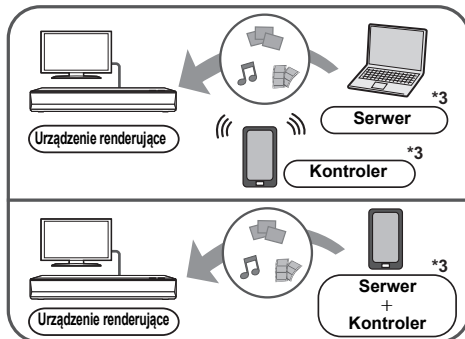 *3
Serwer
Urządzenie renderujące
*3
Kontroler
*3
Serwer
+
Kontroler
Urządzenie renderujące